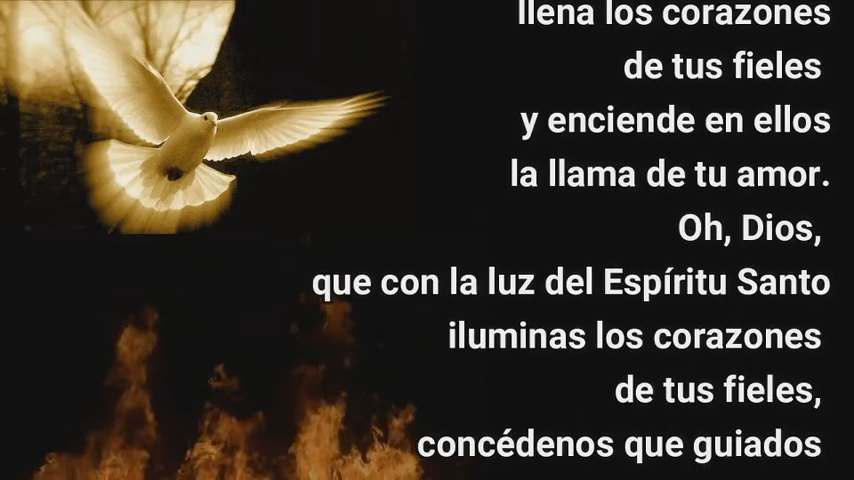 llena los corazones
de tus fieles
y enciende en ellos
la llama de tu amor.
Oh, Dios,
que con la luz del Espíritu Santo
iluminas los corazones
de tus fieles,
concédenos que guiados